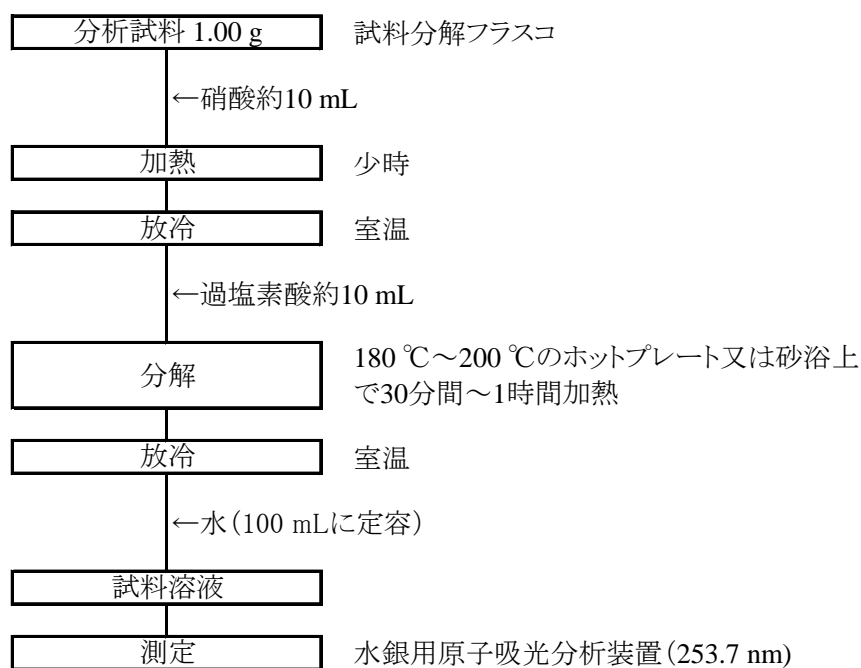 分析試料 1.00 g 試料分解フラスコ
←硝酸約10 mL
加熱 少時
放冷 室温
←過塩素酸約10 mL
分解 180 ℃～200 ℃のホットプレート又は砂浴上
で30分間～1時間加熱
放冷 室温
←水（100 mLに定容）
試料溶液
測定 水銀用原子吸光分析装置（253.7 nm）